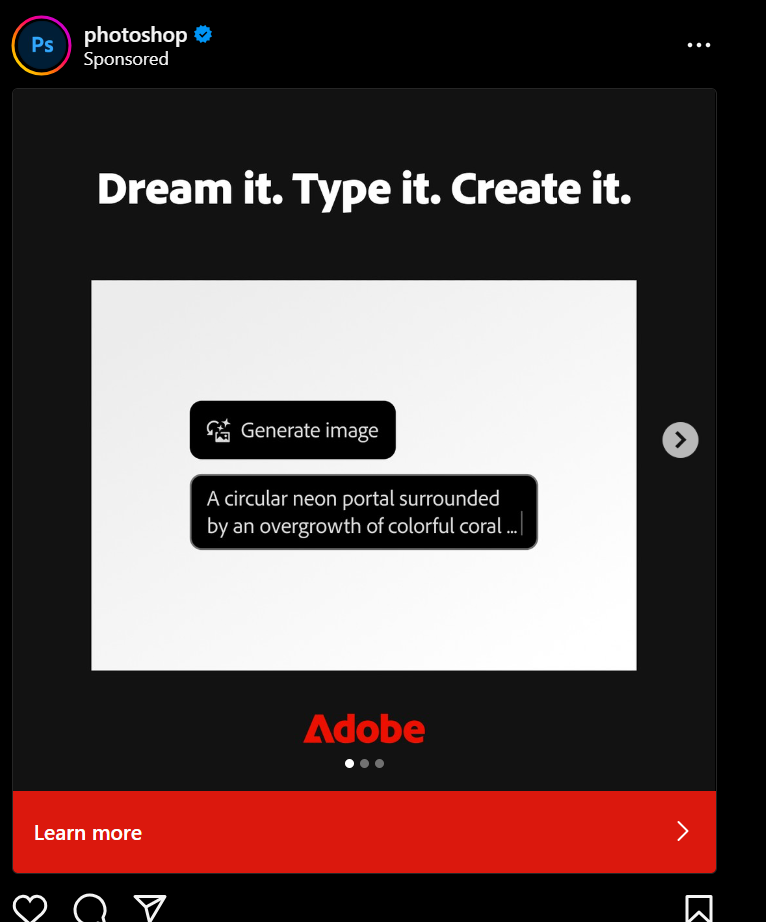 Ps
photoshop
Sponsored
Dream it. Type it. Create it.
Generate image
A circular neon portal surrounded
by an overgrowth of colorful coral ...
Adobe
Learn more